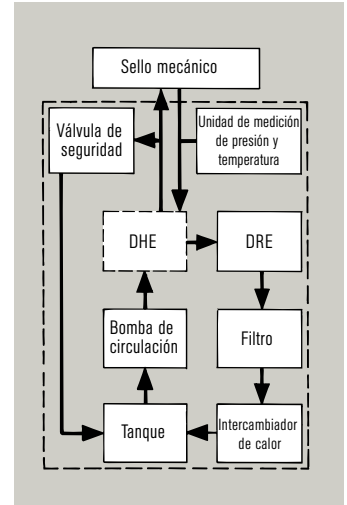 Sello mecánico
Válvula de
seguridad
Unidad de medición
de presión y
temperatura
DHE
DRE
Bomba de
circulación
Filtro
Tanque
Intercambiador
de calor